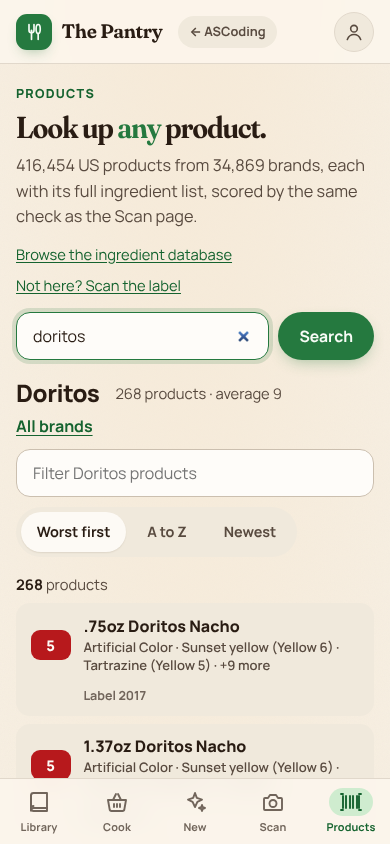 The Pantry
← ASCoding
PRODUCTS
Look up any product.
416,454 US products from 34,869 brands, each
with its full ingredient list, scored by the same
check as the Scan page.
Browse the ingredient database
Not here? Scan the label
doritos
Search
Doritos
268 products · average 9
All brands
Filter Doritos products
Worst first
A to Z
Newest
268 products
.75oz Doritos Nacho
5
Artificial Color · Sunset yellow (Yellow 6) ·
Tartrazine (Yellow 5) · +9 more
Label 2017
1.37oz Doritos Nacho
5
Artificial Color · Sunset yellow (Yellow 6) ·
Library
Cook
New
Scan
Products